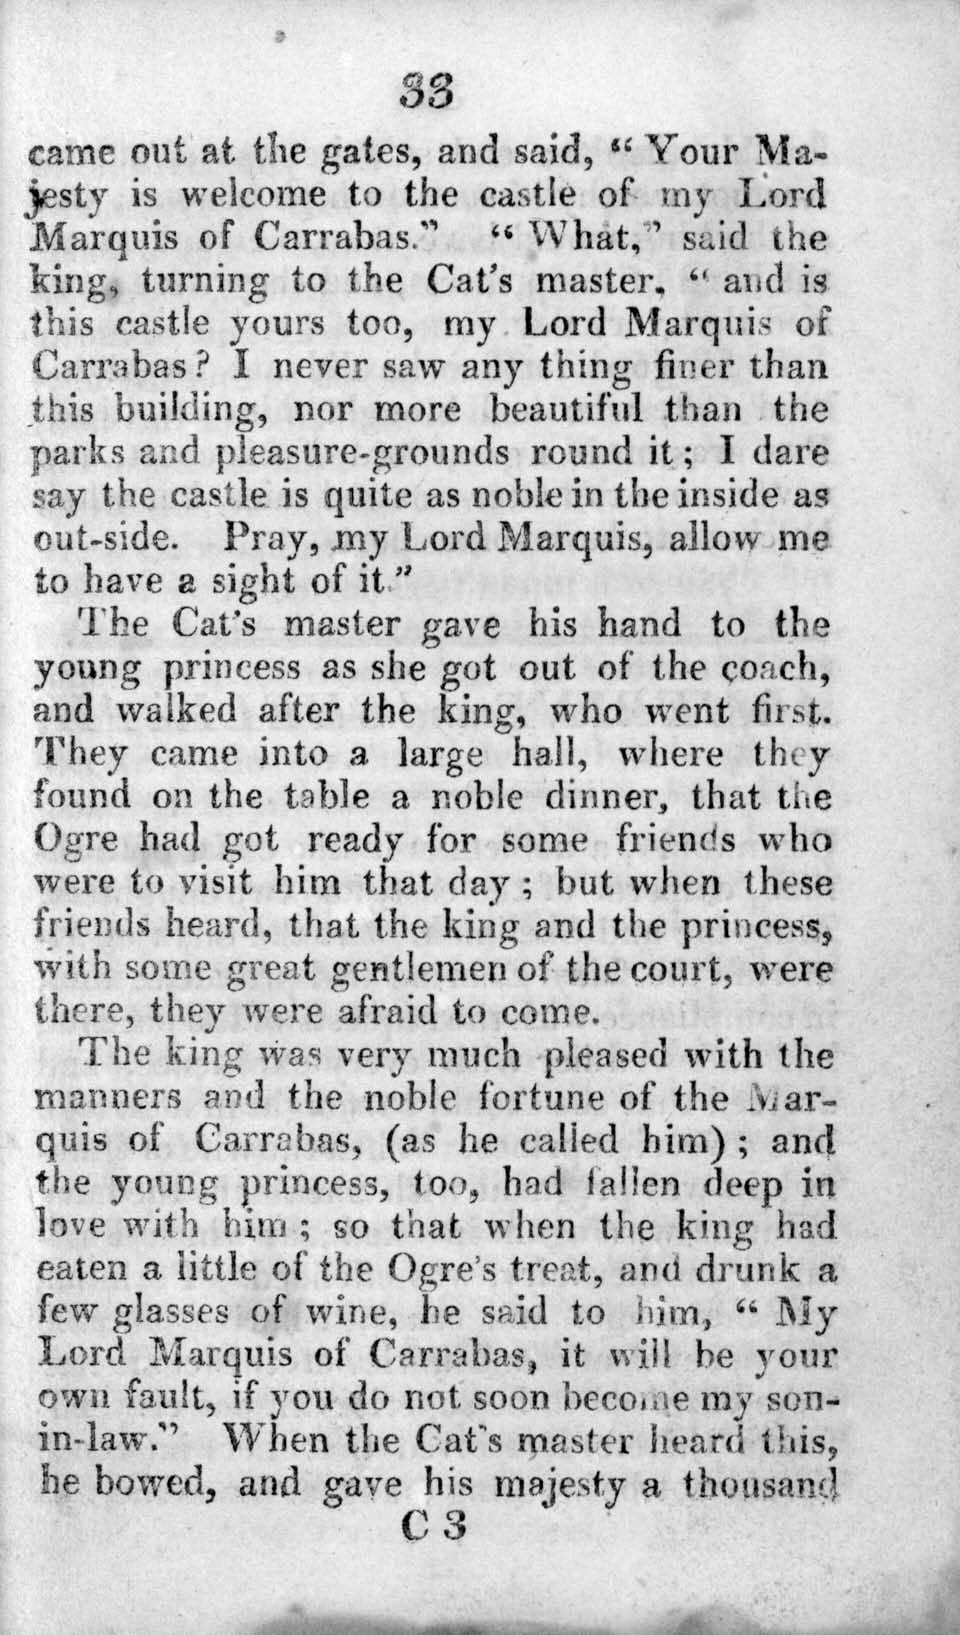 33
came out at the gates, and said, “ Your Ma-
jesty is welcome to the castle of my Lord
Marquis of Carrabas.” “ What,” said the
king, turning to the Cat's master, “ and is
this castle yours too, my Lord Marquis of
Carrabas? I never saw any thing finer than
this building, nor more beautiful than the
parks and pleasure-grounds round it; I dare
say the castle is quite as noble in the inside as
out-side. Pray, my Lord Marquis, allow me
to have a sight of it.”
The Cat's master gave his hand to the
young princess as she got out of the coach,
and walked after the king, who went first.
They came into a large hall, where they
found on the table a noble dinner, that the
Ogre had got ready for some friends who
were to visit him that day; but when these
friends heard, that the king and the princess,
with some great gentlemen of the court, were
there, they were afraid to come.
The king was very much pleased with the
manners and the noble fortune of the Mar-
quis of Carrabas, (as he called him); and
the young princess, too, had fallen deep in
love with him; so that when the king had
eaten a little of the Ogre's treat, and drunk a
few glasses of wine, he said to him, “ My
Lord Marquis of Carrabas, it will be your
own fault, if you do not soon become my son-
in-law.” When the Cat's master heard this,
he bowed, and gave his majesty a thousand
C 3